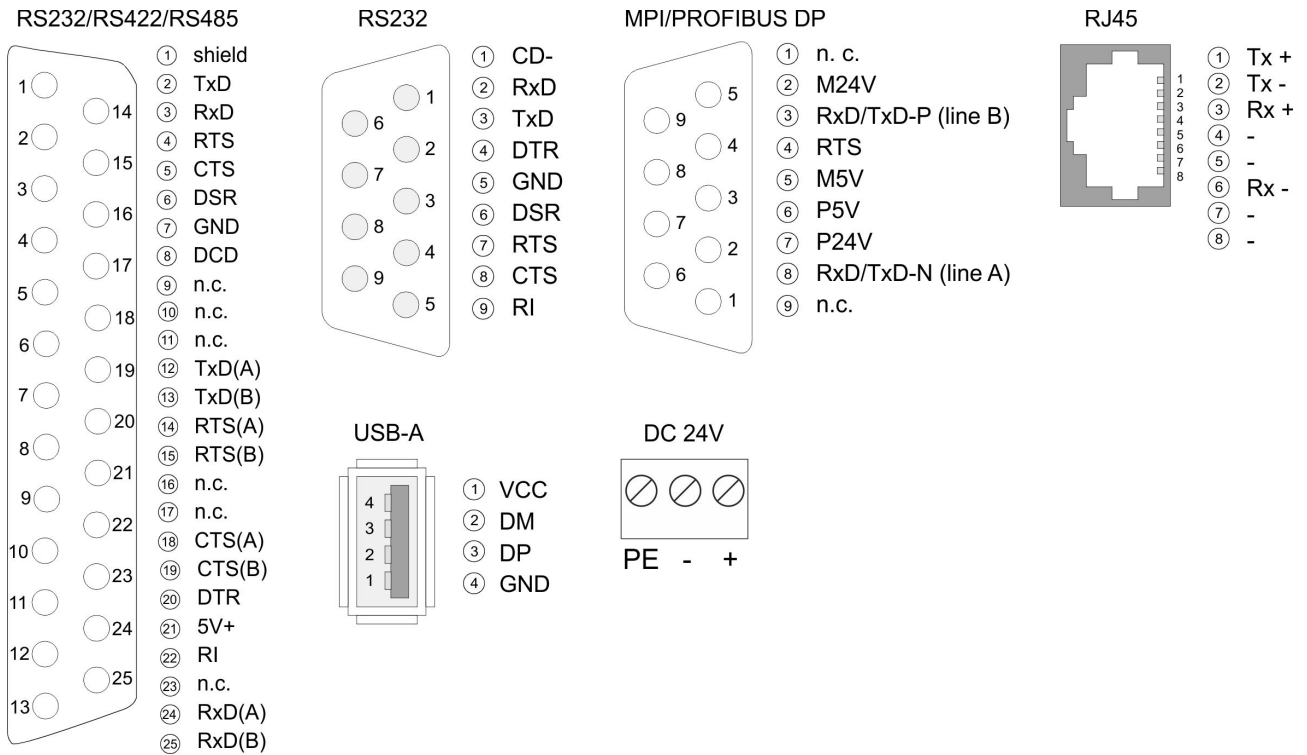 RS232/RS422/RS485
1 shield
2 TxD
3 RxD
4 RTS
5 CTS
6 DSR
7 GND
8 DCD
9 n.c.
10 n.c.
11 n.c.
12 TxD(A)
13 TxD(B)
14 RTS(A)
15 RTS(B)
16 n.c.
17 n.c.
18 CTS(A)
19 CTS(B)
20 DTR
21 5V+
22 RI
23 n.c.
24 RxD(A)
25 RxD(B)
1
14
2
15
3
16
4
17
5
18
6
19
7
20
8
21
9
22
10
23
11
24
12
25
13
RS232
1
6
2
7
3
8
4
9
5
1 CD-
2 RxD
3 TxD
4 DTR
5 GND
6 DSR
7 RTS
8 CTS
9 RI
MPI/PROFIBUS DP
5
9
4
8
3
7
2
6
1
1 n. c.
2 M24V
3 RxD/TxD-P (line B)
4 RTS
5 M5V
6 P5V
7 P24V
8 RxD/TxD-N (line A)
9 n.c.
RJ45
1
2
3
4
5
6
7
8
1 Tx +
2 Tx -
3 Rx +
4 -
5 -
6 Rx -
7 -
8 -
USB-A
4
3
2
1
1 VCC
2 DM
3 DP
4 GND
DC 24V
PE - +